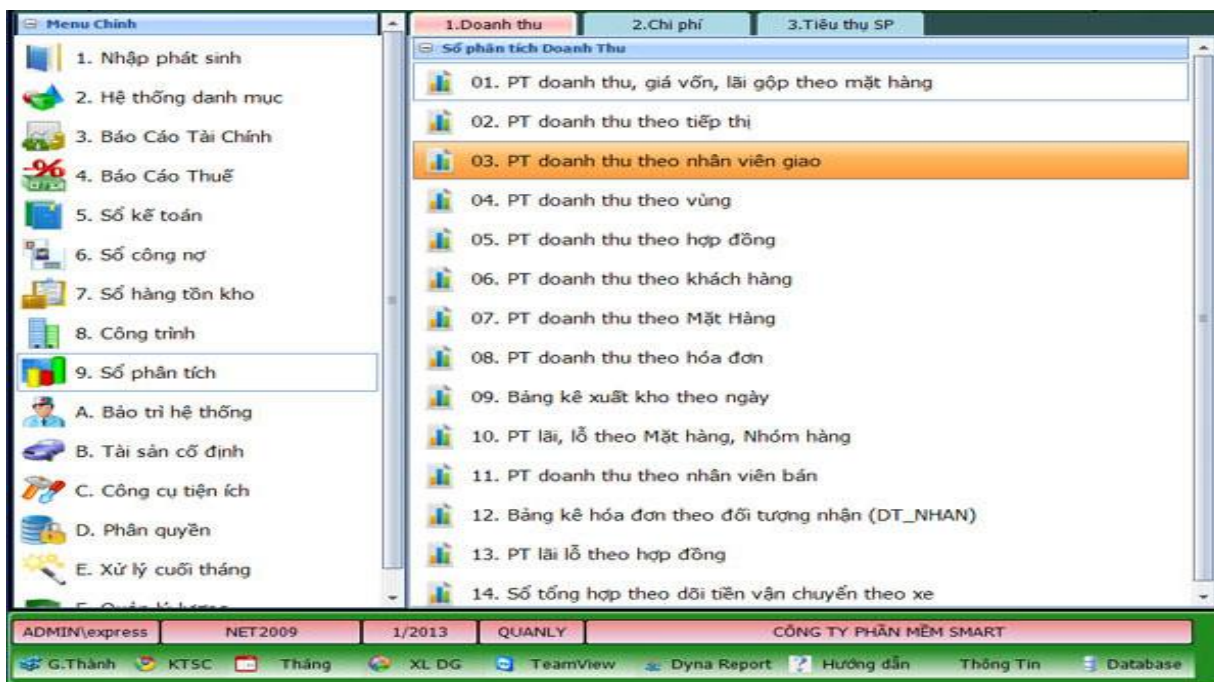 Menu Chính
1. Nhập phát sinh
2. Hệ thống danh mục
3. Báo Cáo Tài Chính
4. Báo Cáo Thuế
5. Sổ kế toán
6. Sổ công nợ
7. Sổ hàng tồn kho
8. Công trình
9. Sổ phân tích
A. Bảo trì hệ thống
B. Tài sản cố định
C. Công cụ tiện ích
D. Phân quyền
E. Xử lý cuối tháng
1.Doanh thu 2.Chi phí 3.Tiêu thụ SP
Sổ phân tích Doanh Thu
01. PT doanh thu, giá vốn, lãi gộp theo mặt hàng
02. PT doanh thu theo tiếp thị
03. PT doanh thu theo nhân viên giao
04. PT doanh thu theo vùng
05. PT doanh thu theo hợp đồng
06. PT doanh thu theo khách hàng
07. PT doanh thu theo Mặt Hàng
08. PT doanh thu theo hóa đơn
09. Bảng kê xuất kho theo ngày
10. PT lãi, lỗ theo Mặt hàng, Nhóm hàng
11. PT doanh thu theo nhân viên bán
12. Bảng kê hóa đơn theo đối tượng nhận (DT_NHAN)
13. PT lãi lỗ theo hợp đồng
14. Sổ tổng hợp theo dõi tiền vận chuyển theo xe
ADMIN\express NET2009 1/2013 QUANLY CÔNG TY PHẦN MỀM SMART
G.Thành KTSC Tháng XL DG TeamView Dyna Report Hướng dẫn Thông Tin Database